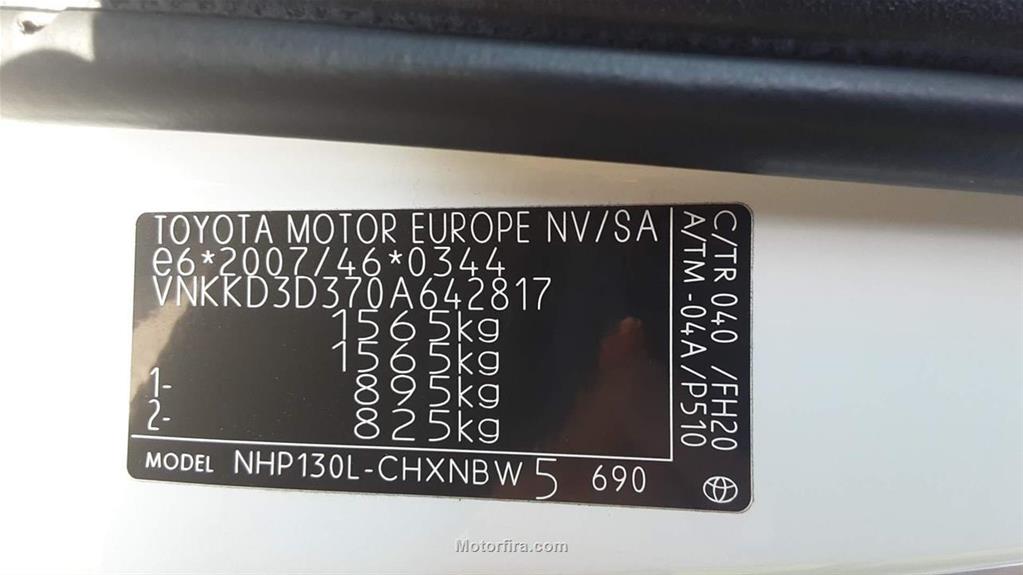 TOYOTA MOTOR EUROPE NV/SA
e6*2007/46*0344
VNKKD3D370A642817
1565kg
1565kg
1- 895kg
2- 825kg
MODEL NHP130L-CHXNBW 5 690
C/TR 040 /FH20
A/TM -04A /P510
Motorfira.com